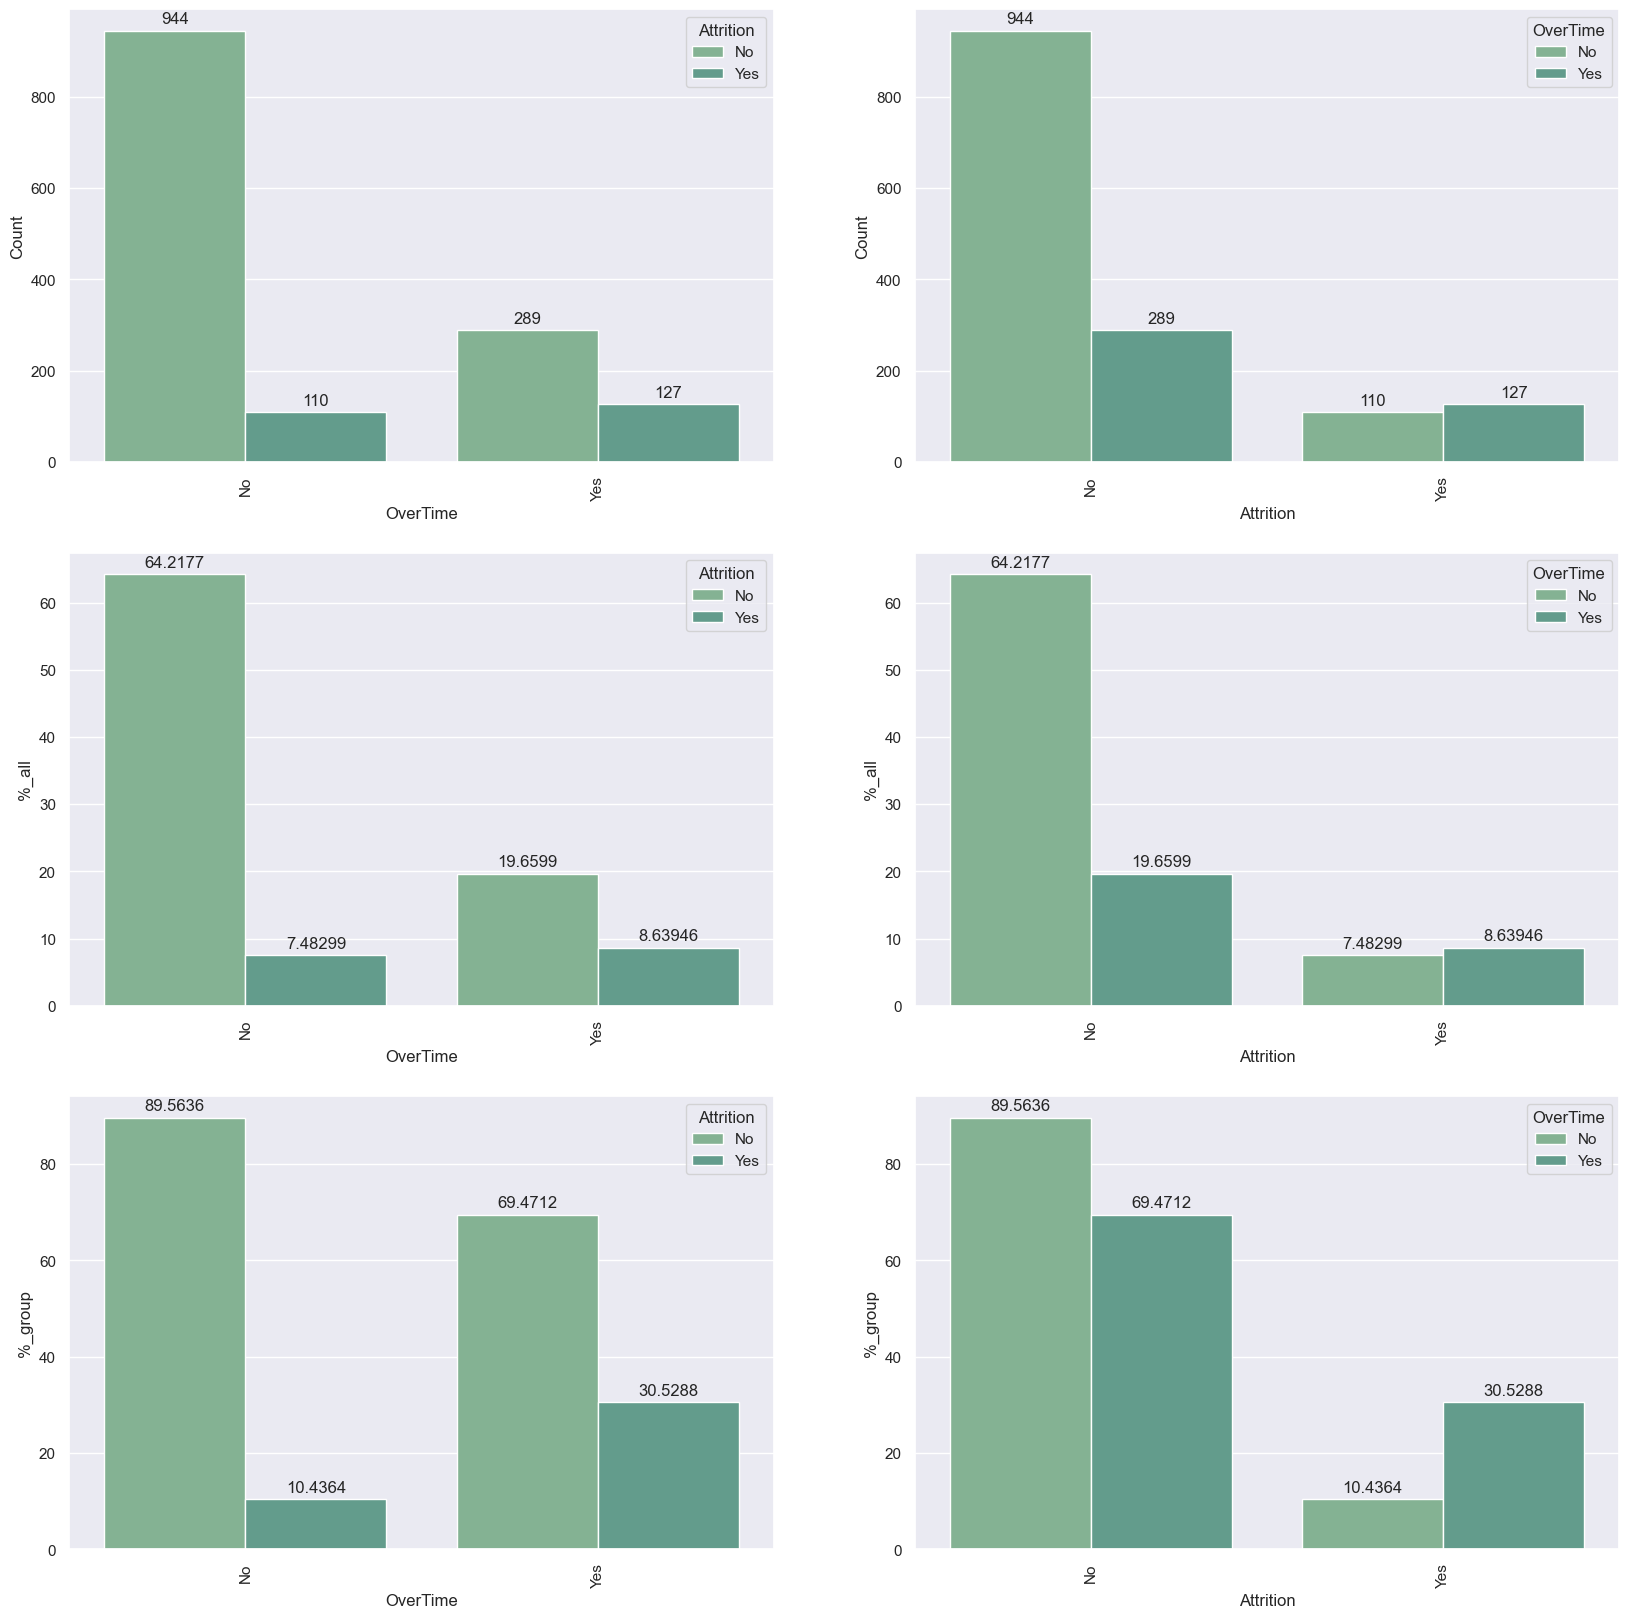 944
Attrition
No
Yes
800
600
289
400
200
110
127
0
Count
No
Yes
OverTime
944
OverTime
No
Yes
800
600
289
400
200
110
127
0
Count
No
Yes
Attrition
64.2177
Attrition
No
Yes
60
50
40
30
20
19.6599
10
7.48299
8.63946
0
%_all
No
Yes
OverTime
64.2177
OverTime
No
Yes
60
50
40
30
20
19.6599
10
7.48299
8.63946
0
%_all
No
Yes
Attrition
89.5636
Attrition
No
Yes
80
69.4712
60
40
30.5288
20
10.4364
0
%_group
No
Yes
OverTime
89.5636
OverTime
No
Yes
80
69.4712
60
40
30.5288
20
10.4364
0
%_group
No
Yes
Attrition